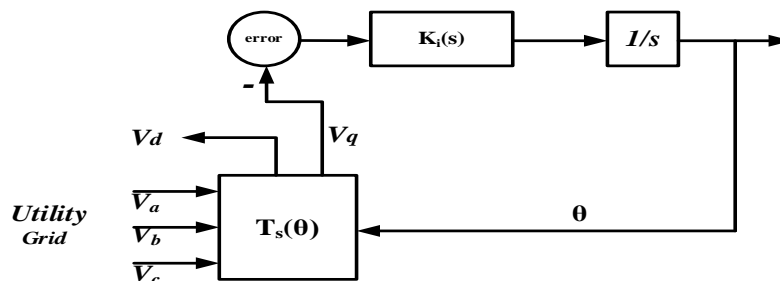 error
Ki(s)
1/s
-
Vd
Vq
Va
Utility
Grid
Vb
Ts(θ)
θ
Vc